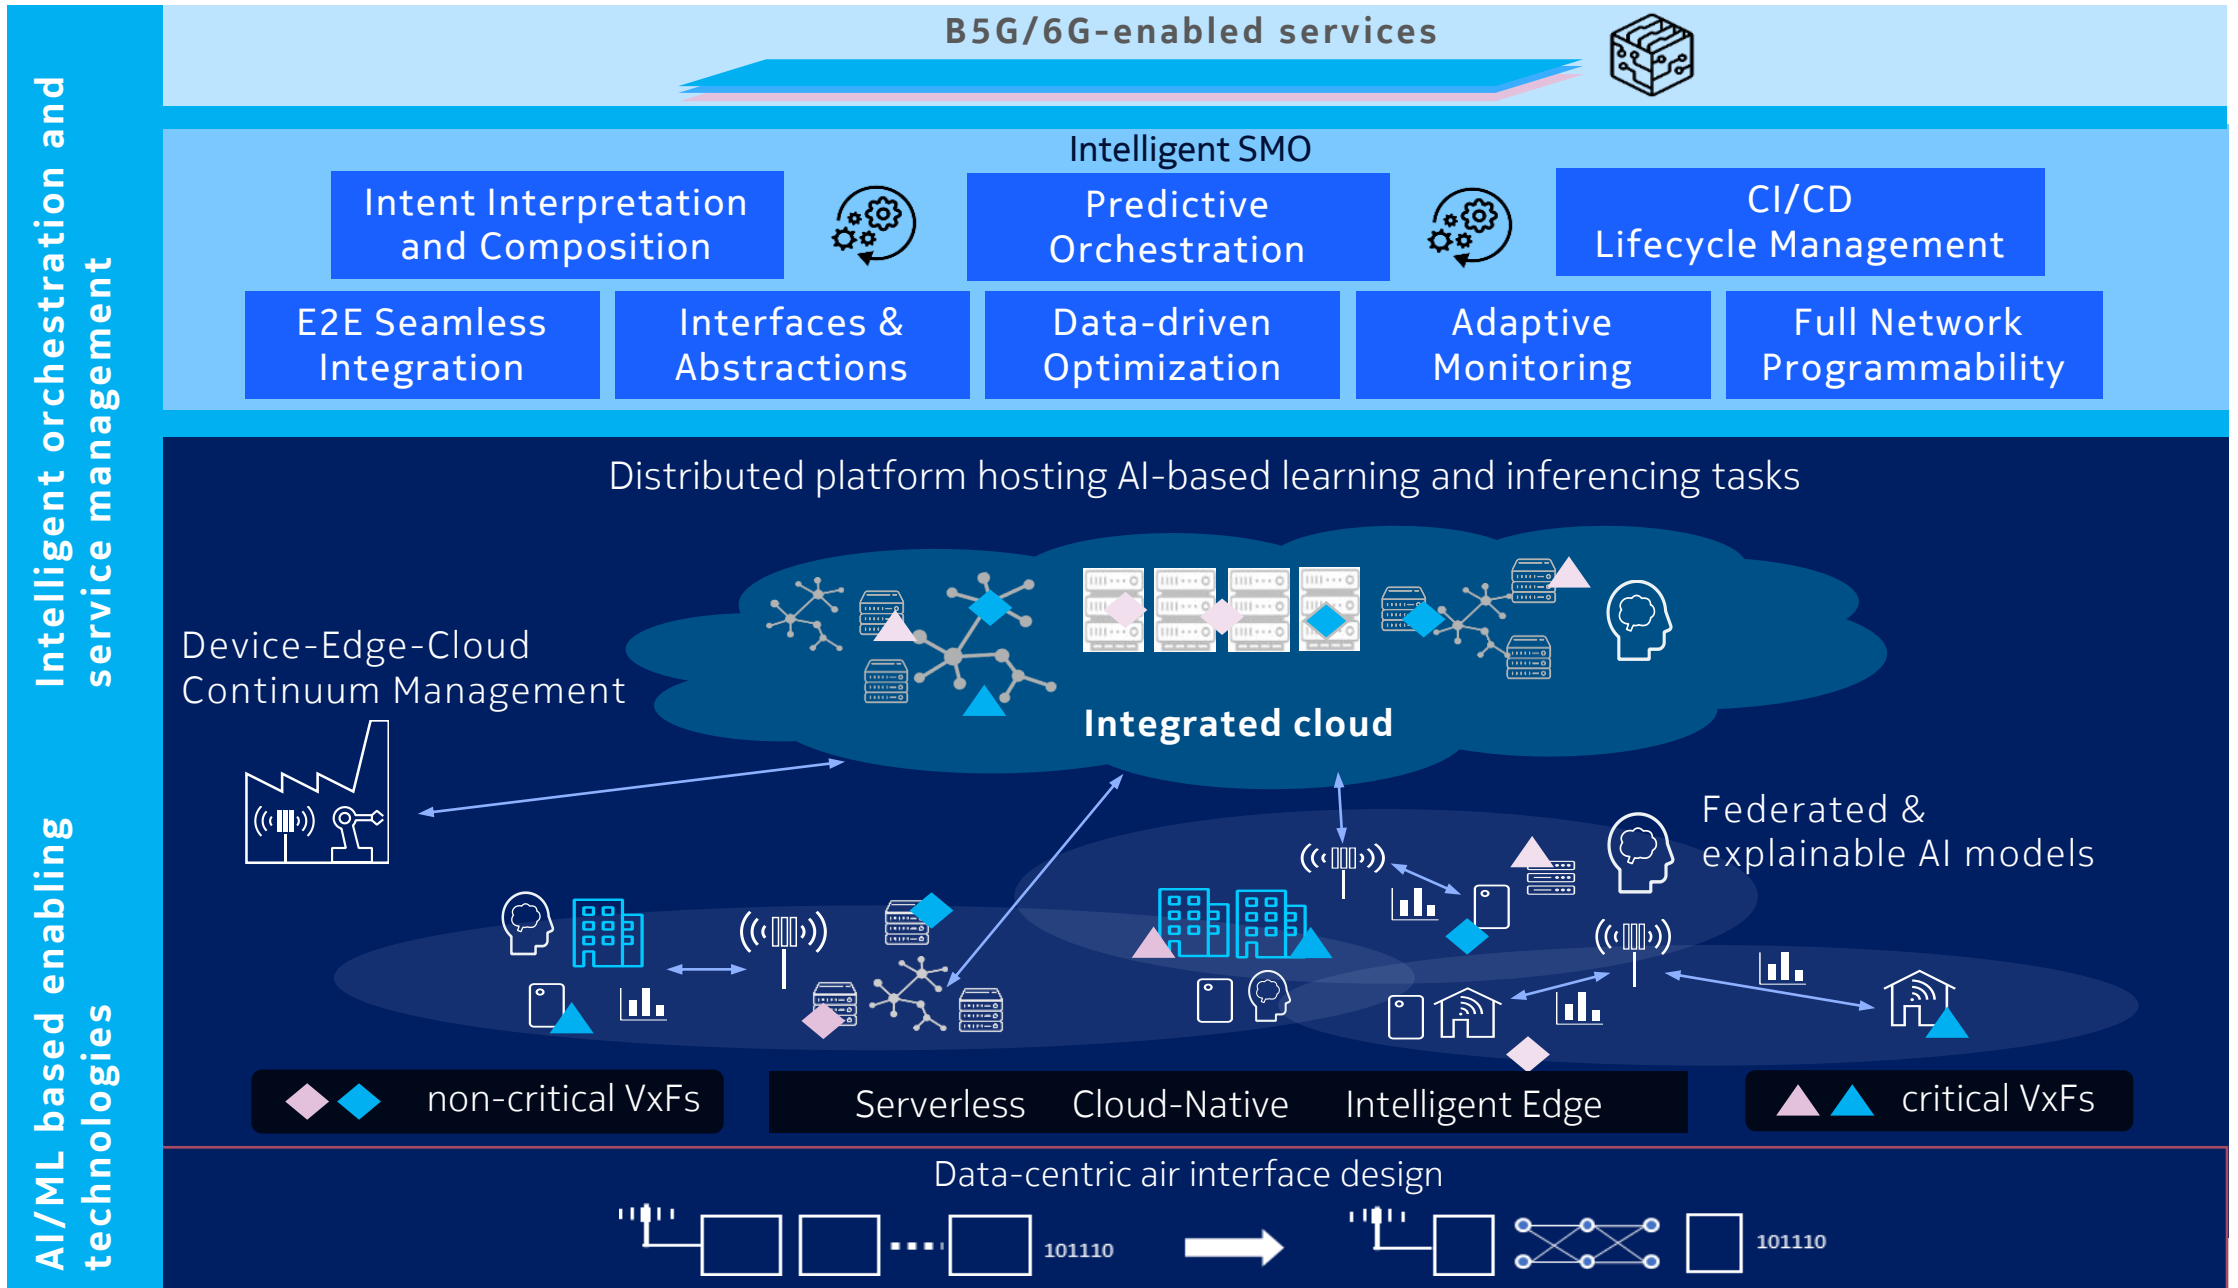 B5G/6G-enabled services
Intelligent orchestration and
service management
Intelligent SMO
Intent Interpretation
and Composition
Predictive
Orchestration
CI/CD
Lifecycle Management
E2E Seamless
Integration
Interfaces &
Abstractions
Data-driven
Optimization
Adaptive
Monitoring
Full Network
Programmability
Distributed platform hosting AI-based learning and inferencing tasks
Device-Edge-Cloud
Continuum Management
Integrated cloud
Federated &
explainable AI models
AI/ML based enabling
technologies
non-critical VxFs
Serverless Cloud-Native Intelligent Edge
critical VxFs
Data-centric air interface design
101110
101110